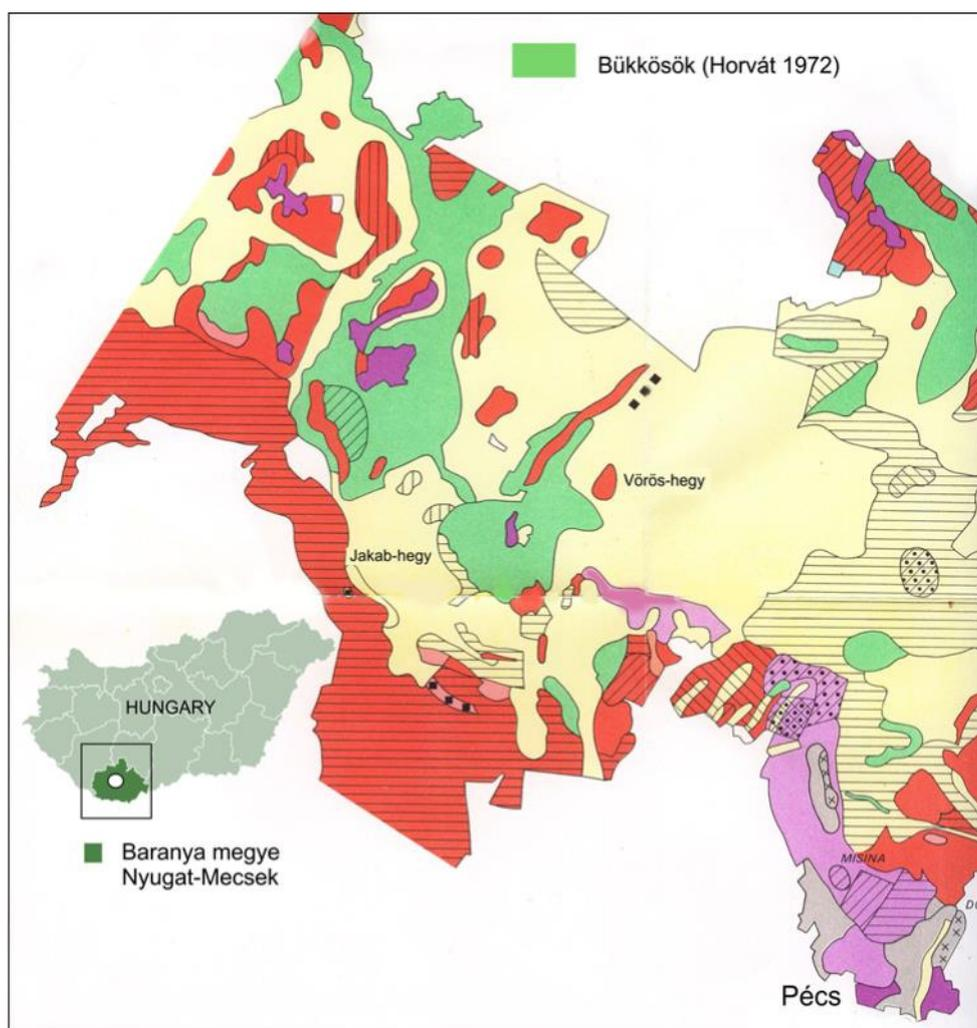 Bükkösök (Horvát 1972)
Vörös-hegy
Jakab-hegy
HUNGARY
Baranya megye
Nyugat-Mecsek
MISINA
Pécs